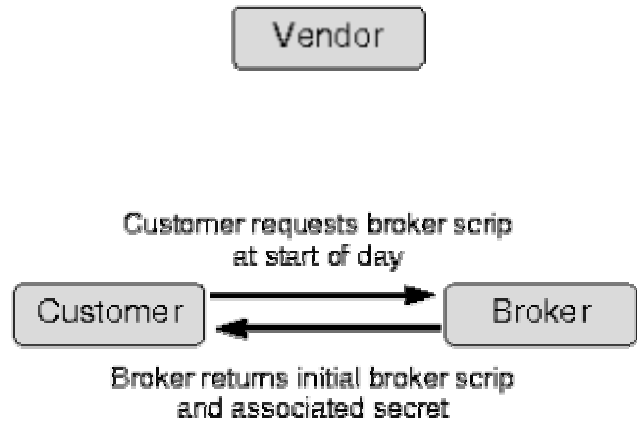 Vendor
Customer requests broker scrip
at start of day
Customer
Broker
Broker returns initial broker scrip
and associated secret